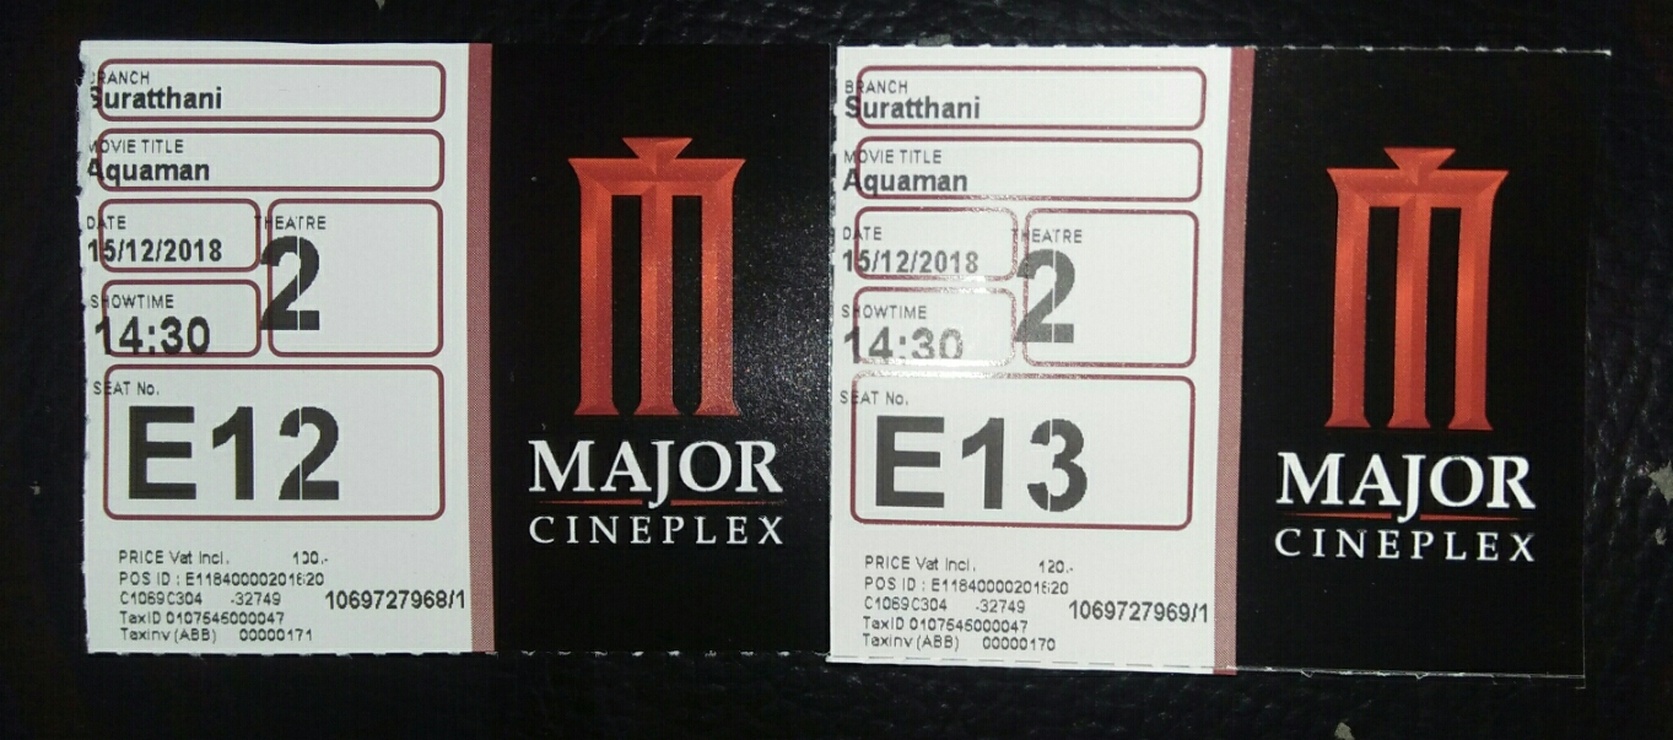 BRANCH
Suratthani
MOVIE TITLE
Aquaman
DATE THEATRE
15/12/2018 2
SHOWTIME
14:30
SEAT No.
E12
PRICE Vat Incl. 100.-
POS ID : E11840000201620
C1069C304 -32749 1069727968/1
TaxID 0107545000047
TaxInv (ABB) 00000171
MAJOR
CINEPLEX
BRANCH
Suratthani
MOVIE TITLE
Aquaman
DATE THEATRE
15/12/2018 2
SHOWTIME
14:30
SEAT No.
E13
PRICE Vat Incl. 120.-
POS ID : E11840000201620
C1069C304 -32749 1069727969/1
TaxID 0107545000047
TaxInv (ABB) 00000170
MAJOR
CINEPLEX